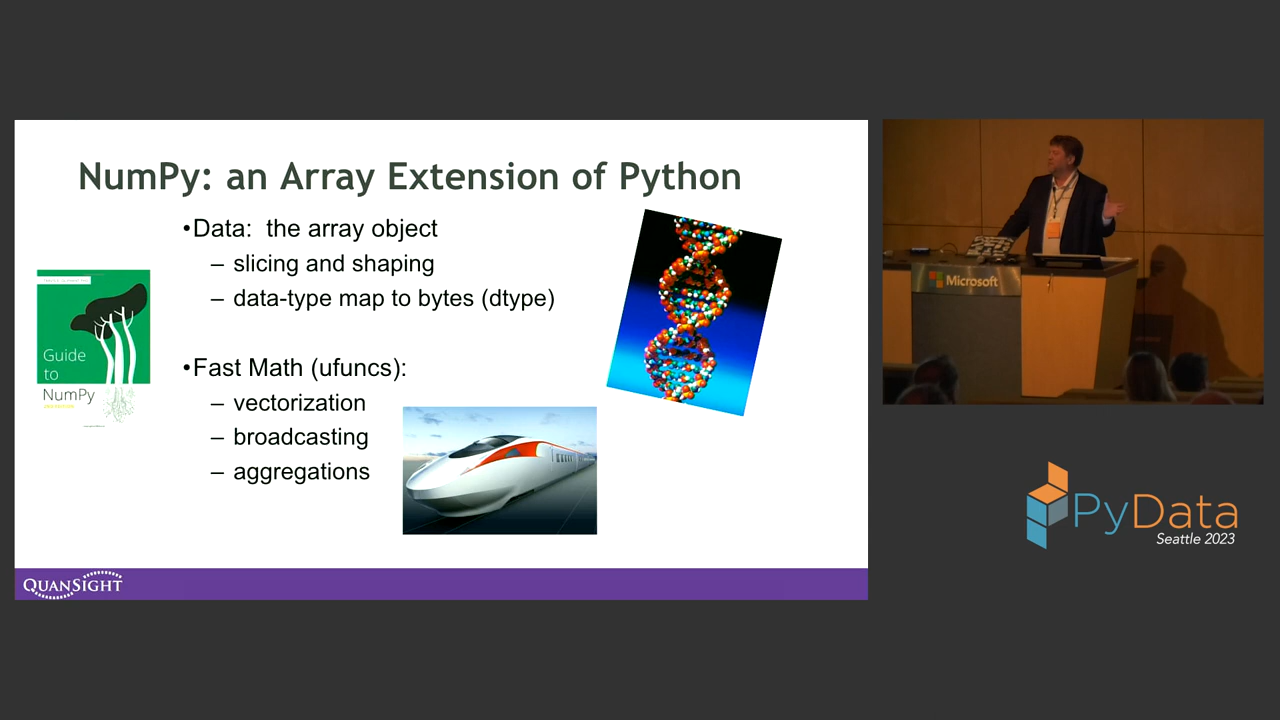 NumPy: an Array Extension of Python
•Data: the array object
– slicing and shaping
– data-type map to bytes (dtype)
•Fast Math (ufuncs):
– vectorization
– broadcasting
– aggregations
Guide
to
NumPy
QUANSIGHT
Microsoft
PyData
Seattle 2023